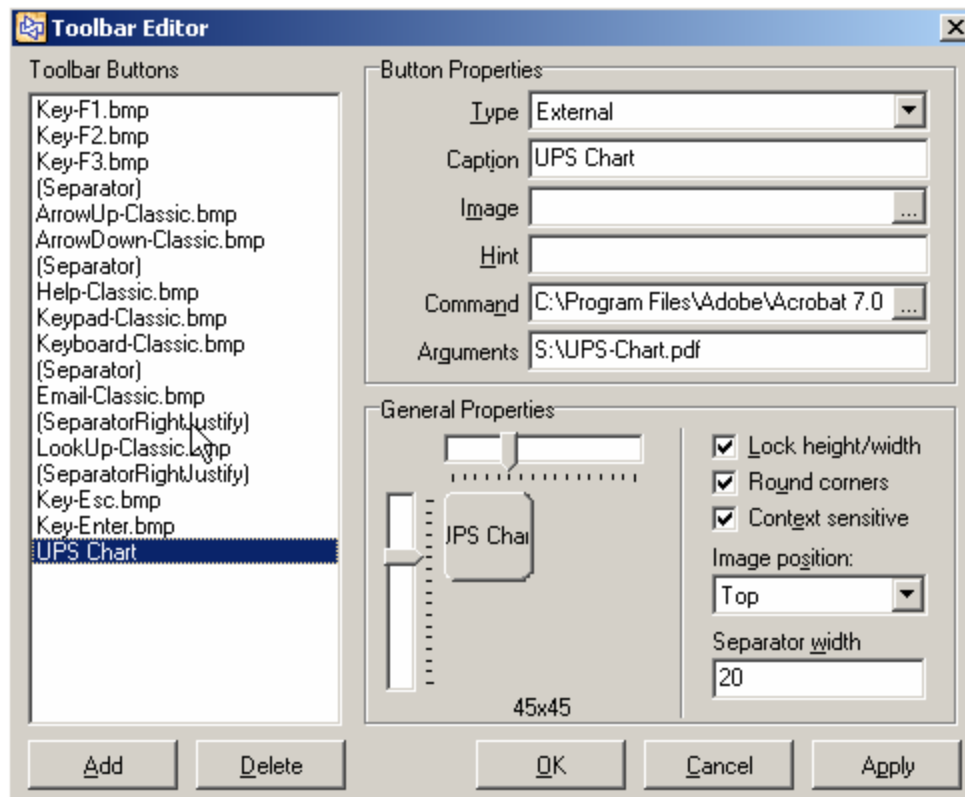 Toolbar Editor
Toolbar Buttons
Key-F1.bmp
Key-F2.bmp
Key-F3.bmp
(Separator)
ArrowUp-Classic.bmp
ArrowDown-Classic.bmp
(Separator)
Help-Classic.bmp
Keypad-Classic.bmp
Keyboard-Classic.bmp
(Separator)
Email-Classic.bmp
(SeparatorRightJustify)
LookUp-Classic.bmp
(SeparatorRightJustify)
Key-Esc.bmp
Key-Enter.bmp
UPS Chart
Add
Delete
Button Properties
Type External
Caption UPS Chart
Image ...
Hint
Command C:\Program Files\Adobe\Acrobat 7.0 ...
Arguments S:\UPS-Chart.pdf
General Properties
JPS Chai
45x45
Lock height/width
Round corners
Context sensitive
Image position:
Top
Separator width
20
OK
Cancel
Apply